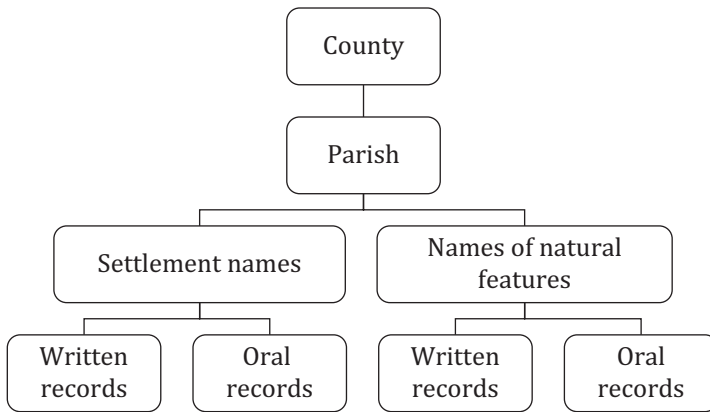 County
Parish
Settlement names
Names of natural
features
Written
records
Oral
records
Written
records
Oral
records